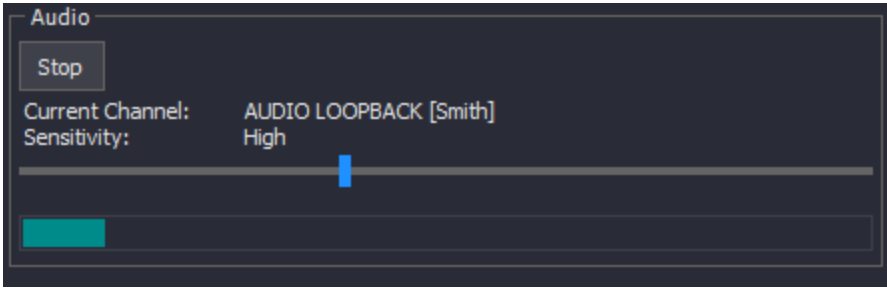 Audio
Stop
Current Channel: AUDIO LOOPBACK [Smith]
Sensitivity: High